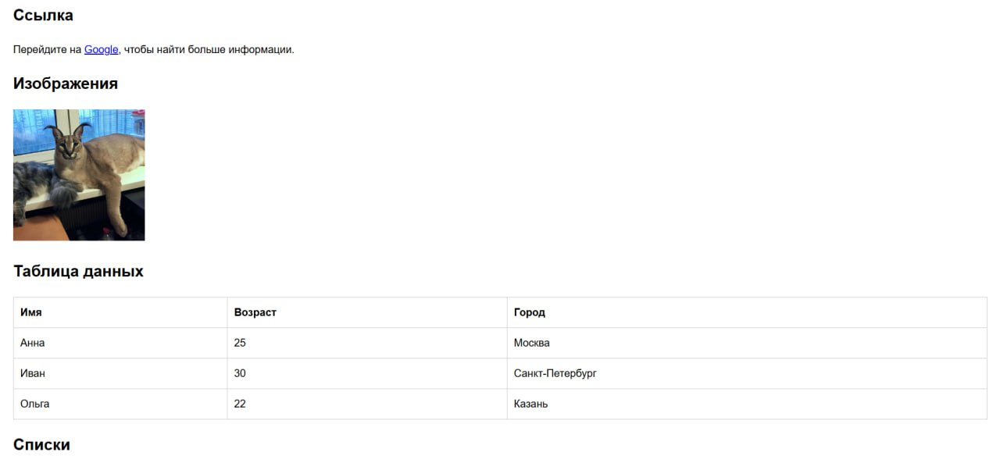 Ссылка
Перейдите на Google, чтобы найти больше информации.
Изображения
Таблица данных
Имя Возраст Город
Анна 25 Москва
Иван 30 Санкт-Петербург
Ольга 22 Казань
Списки